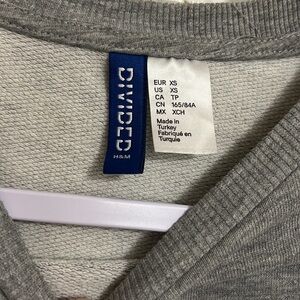 DIVIDED
H&M
EUR XS
US XS
CA TP
CN 165/84A
MX XCH
Made in
Turkey
Fabriqué en
Turquie